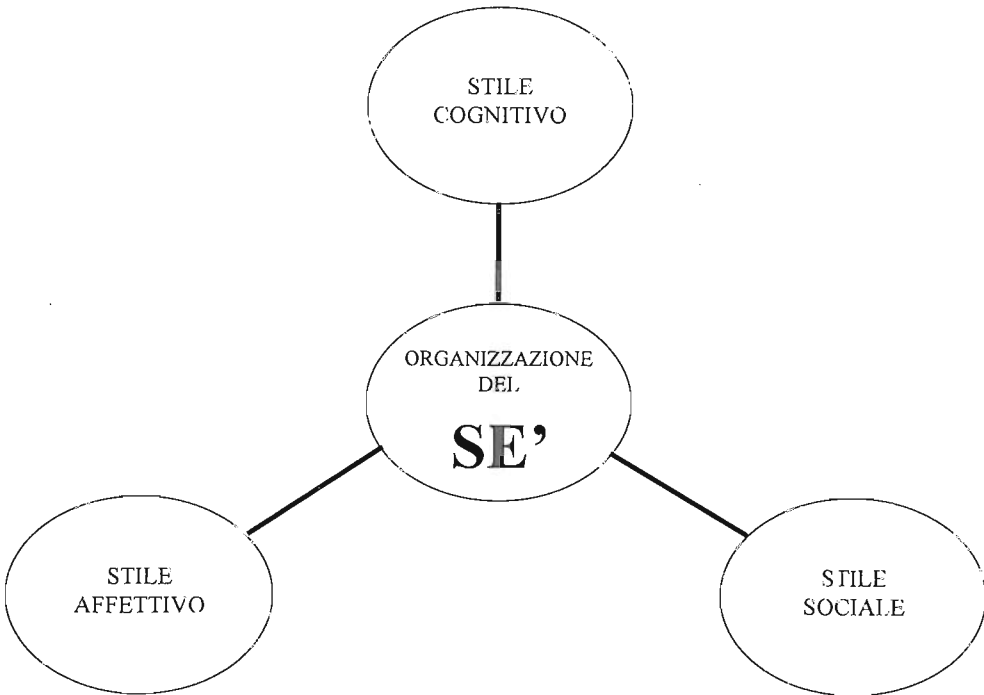 STILE
COGNITIVO
ORGANIZZAZIONE
DEL
SE’
STILE
AFFETTIVO
STILE
SOCIALE